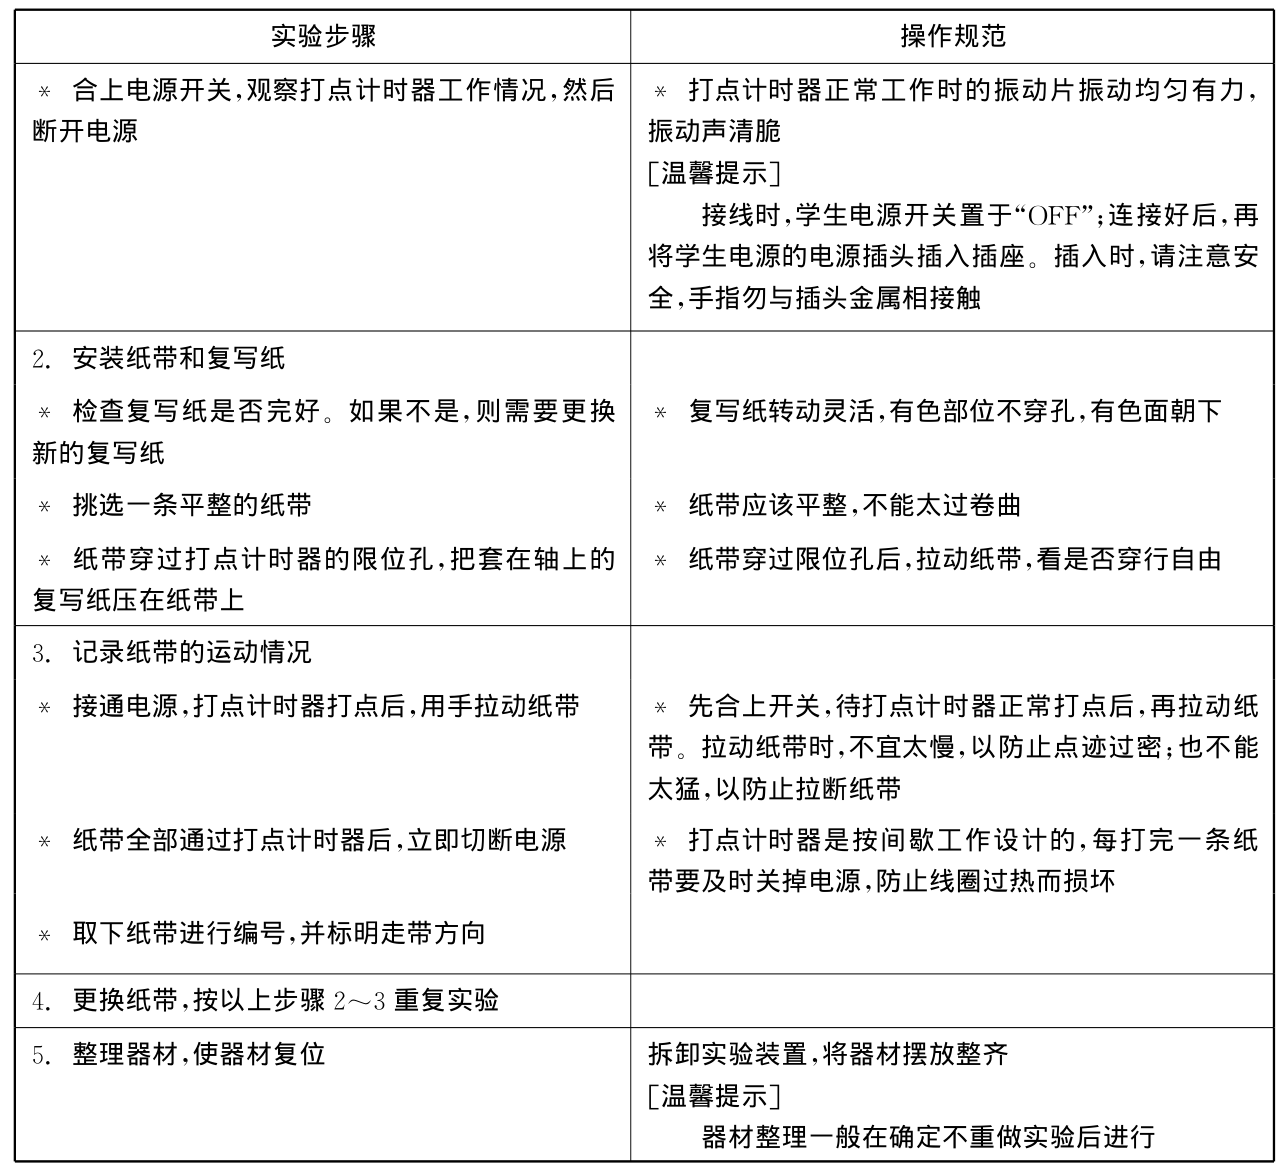 实验步骤
操作规范
* 合上电源开关,观察打点计时器工作情况,然后
断开电源
* 打点计时器正常工作时的振动片振动均匀有力,
振动声清脆
[温馨提示]
接线时,学生电源开关置于“OFF”;连接好后,再
将学生电源的电源插头插入插座。插入时,请注意安
全,手指勿与插头金属相接触
2. 安装纸带和复写纸
* 检查复写纸是否完好。如果不是,则需要更换
新的复写纸
* 复写纸转动灵活,有色部位不穿孔,有色面朝下
* 挑选一条平整的纸带
* 纸带应该平整,不能太过卷曲
* 纸带穿过打点计时器的限位孔,把套在轴上的
复写纸压在纸带上
* 纸带穿过限位孔后,拉动纸带,看是否穿行自由
3. 记录纸带的运动情况
* 接通电源,打点计时器打点后,用手拉动纸带
* 先合上开关,待打点计时器正常打点后,再拉动纸
带。拉动纸带时,不宜太慢,以防止点迹过密;也不能
太猛,以防止拉断纸带
* 纸带全部通过打点计时器后,立即切断电源
* 打点计时器是按间歇工作设计的,每打完一条纸
带要及时关掉电源,防止线圈过热而损坏
* 取下纸带进行编号,并标明走带方向
4. 更换纸带,按以上步骤 2～3 重复实验
5. 整理器材,使器材复位
拆卸实验装置,将器材摆放整齐
[温馨提示]
器材整理一般在确定不重做实验后进行